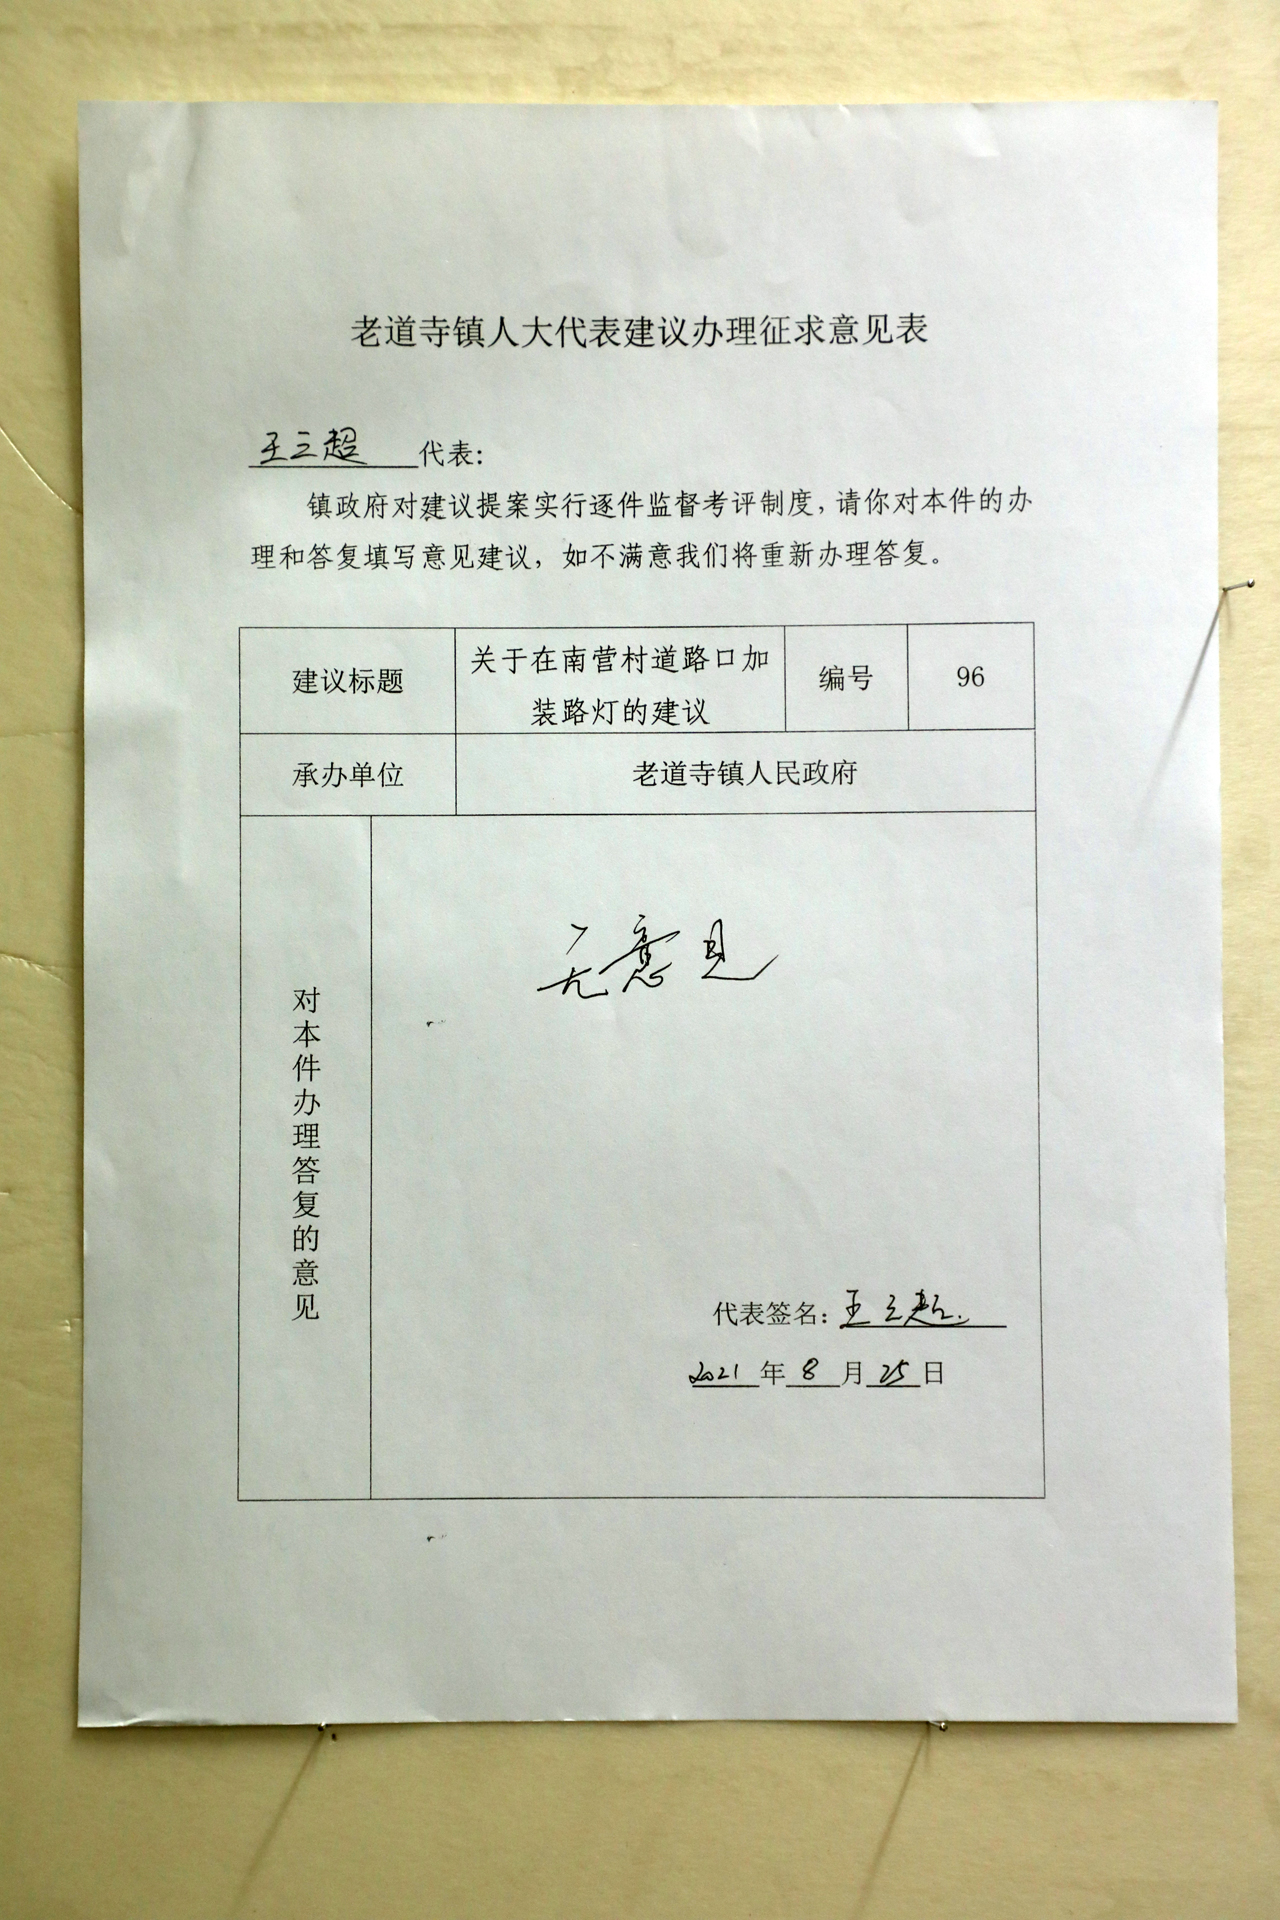 老道寺镇人大代表建议办理征求意见表
王三超 代表：
镇政府对建议提案实行逐件监督考评制度，请你对本件的办
理和答复填写意见建议，如不满意我们将重新办理答复。
建议标题
关于在南营村道路口加
装路灯的建议
编号
96
承办单位
老道寺镇人民政府
对本件办理答复的意见
无意见
代表签名：王三超
2021年8月25日